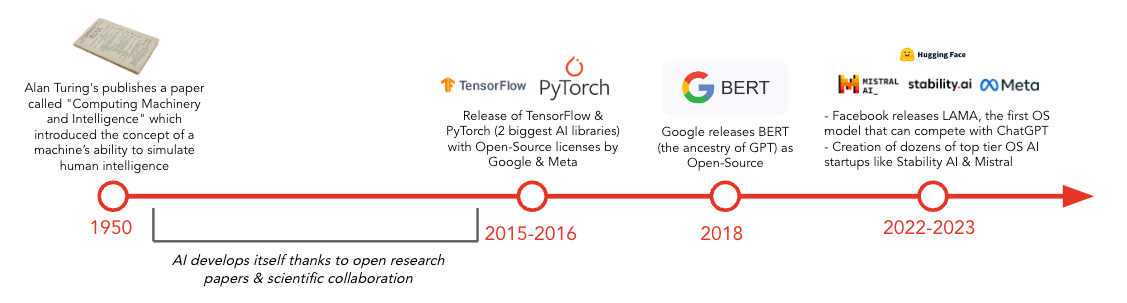 Alan Turing's publishes a paper
called "Computing Machinery
and Intelligence" which
introduced the concept of a
machine's ability to simulate
human intelligence
1950
AI develops itself thanks to open research
papers & scientific collaboration
TensorFlow
PyTorch
Release of TensorFlow &
PyTorch (2 biggest AI libraries)
with Open-Source licenses by
Google & Meta
2015-2016
BERT
Google releases BERT
(the ancestry of GPT) as
Open-Source
2018
Hugging Face
MISTRAL
AI_
stability.ai
Meta
- Facebook releases LAMA, the first OS
model that can compete with ChatGPT
- Creation of dozens of top tier OS AI
startups like Stability AI & Mistral
2022-2023